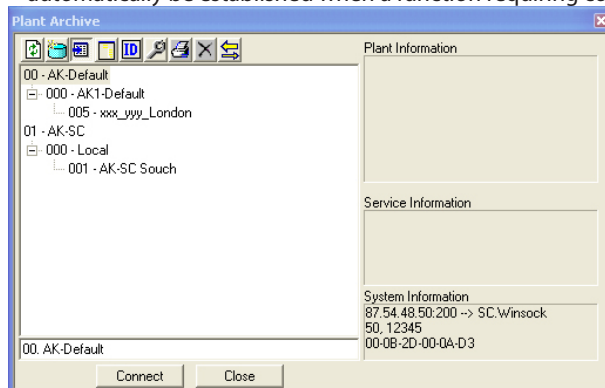 automatically be established when a function requiring
Plant Archive
ID
Plant Information
00 - AK-Default
000 - AK1-Default
005 - xxx_yyy_London
01 - AK-SC
000 - Local
001 - AK-SC Souch
Service Information
System Information
87.54.48.50:200 --> SC.Winsock
50, 12345
00-0B-2D-00-0A-D3
00. AK-Default
Connect
Close